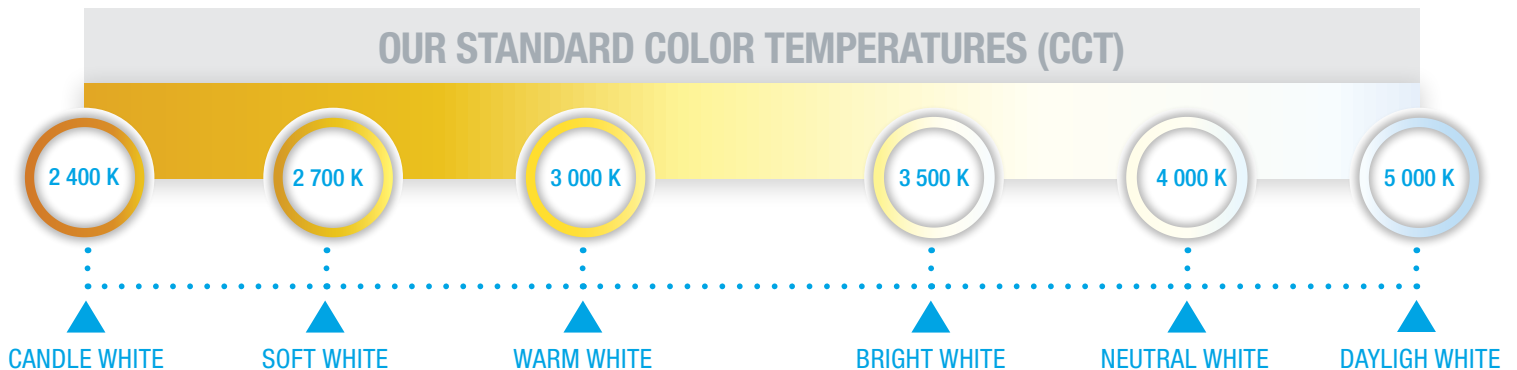 OUR STANDARD COLOR TEMPERATURES (CCT)
2 400 K
2 700 K
3 000 K
3 500 K
4 000 K
5 000 K
CANDLE WHITE
SOFT WHITE
WARM WHITE
BRIGHT WHITE
NEUTRAL WHITE
DAYLIGH WHITE